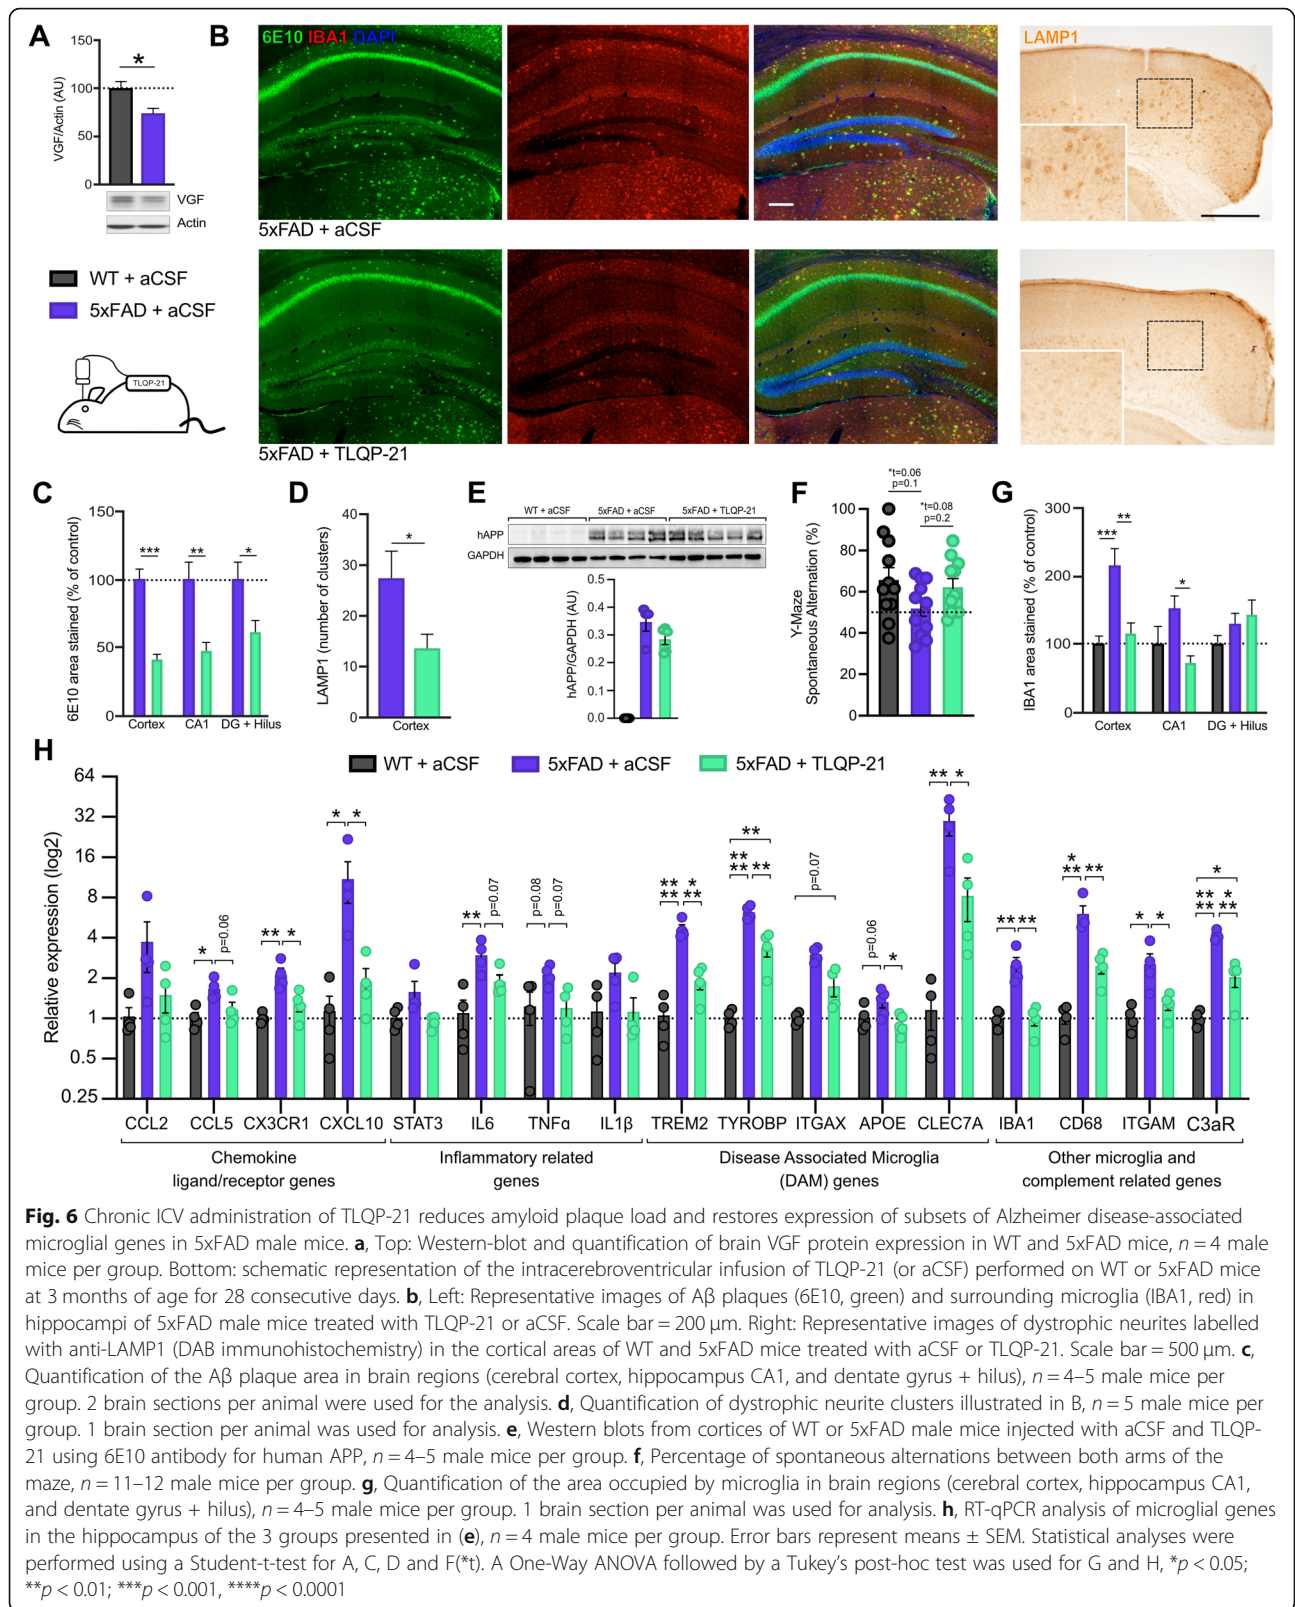 A
150
100
50
0
VGF/Actin (AU)
*
VGF
Actin
WT + aCSF
5xFAD + aCSF
TLQP-21
B
6E10 IBA1 DAPI
LAMP1
5xFAD + aCSF
5xFAD + TLQP-21
C
150
100
50
0
6E10 area stained (% of control)
*** ** *
Cortex CA1 DG + Hilus
D
40
30
20
10
0
LAMP1 (number of clusters)
*
Cortex
E
WT + aCSF 5xFAD + aCSF 5xFAD + TLQP-21
hAPP
GAPDH
0.5
0.4
0.3
0.2
0.1
0.0
hAPP/GAPDH (AU)
F
*t=0.06
p=0.1
*t=0.08
p=0.2
100
80
60
40
20
0
Y-Maze
Spontaneous Alternation (%)
G
300
200
100
0
IBA1 area stained (% of control)
*** ** *
Cortex CA1 DG + Hilus
H
WT + aCSF 5xFAD + aCSF 5xFAD + TLQP-21
64
32
16
8
4
2
1
0.5
0.25
Relative expression (log2)
* p=0.06 ** * * * ** p=0.07 p=0.08 p=0.07 ** ** * ** ** ** ** ** p=0.07 p=0.06 * ** * ** ** * ** ** * * * ** ** * **
CCL2 CCL5 CX3CR1 CXCL10 STAT3 IL6 TNFα IL1β TREM2 TYROBP ITGAX APOE CLEC7A IBA1 CD68 ITGAM C3aR
Chemokine
ligand/receptor genes
Inflammatory related
genes
Disease Associated Microglia
(DAM) genes
Other microglia and
complement related genes
Fig. 6 Chronic ICV administration of TLQP-21 reduces amyloid plaque load and restores expression of subsets of Alzheimer disease-associated
microglial genes in 5xFAD male mice. a, Top: Western-blot and quantification of brain VGF protein expression in WT and 5xFAD mice, n = 4 male
mice per group. Bottom: schematic representation of the intracerebroventricular infusion of TLQP-21 (or aCSF) performed on WT or 5xFAD mice
at 3 months of age for 28 consecutive days. b, Left: Representative images of Aβ plaques (6E10, green) and surrounding microglia (IBA1, red) in
hippocampi of 5xFAD male mice treated with TLQP-21 or aCSF. Scale bar = 200 μm. Right: Representative images of dystrophic neurites labelled
with anti-LAMP1 (DAB immunohistochemistry) in the cortical areas of WT and 5xFAD mice treated with aCSF or TLQP-21. Scale bar = 500 μm. c,
Quantification of the Aβ plaque area in brain regions (cerebral cortex, hippocampus CA1, and dentate gyrus + hilus), n = 4–5 male mice per
group. 2 brain sections per animal were used for the analysis. d, Quantification of dystrophic neurite clusters illustrated in B, n = 5 male mice per
group. 1 brain section per animal was used for analysis. e, Western blots from cortices of WT or 5xFAD male mice injected with aCSF and TLQP-
21 using 6E10 antibody for human APP, n = 4–5 male mice per group. f, Percentage of spontaneous alternations between both arms of the
maze, n = 11–12 male mice per group. g, Quantification of the area occupied by microglia in brain regions (cerebral cortex, hippocampus CA1,
and dentate gyrus + hilus), n = 4–5 male mice per group. 1 brain section per animal was used for analysis. h, RT-qPCR analysis of microglial genes
in the hippocampus of the 3 groups presented in (e), n = 4 male mice per group. Error bars represent means ± SEM. Statistical analyses were
performed using a Student-t-test for A, C, D and F(*t). A One-Way ANOVA followed by a Tukey's post-hoc test was used for G and H, *p < 0.05;
**p < 0.01; ***p < 0.001, ****p < 0.0001